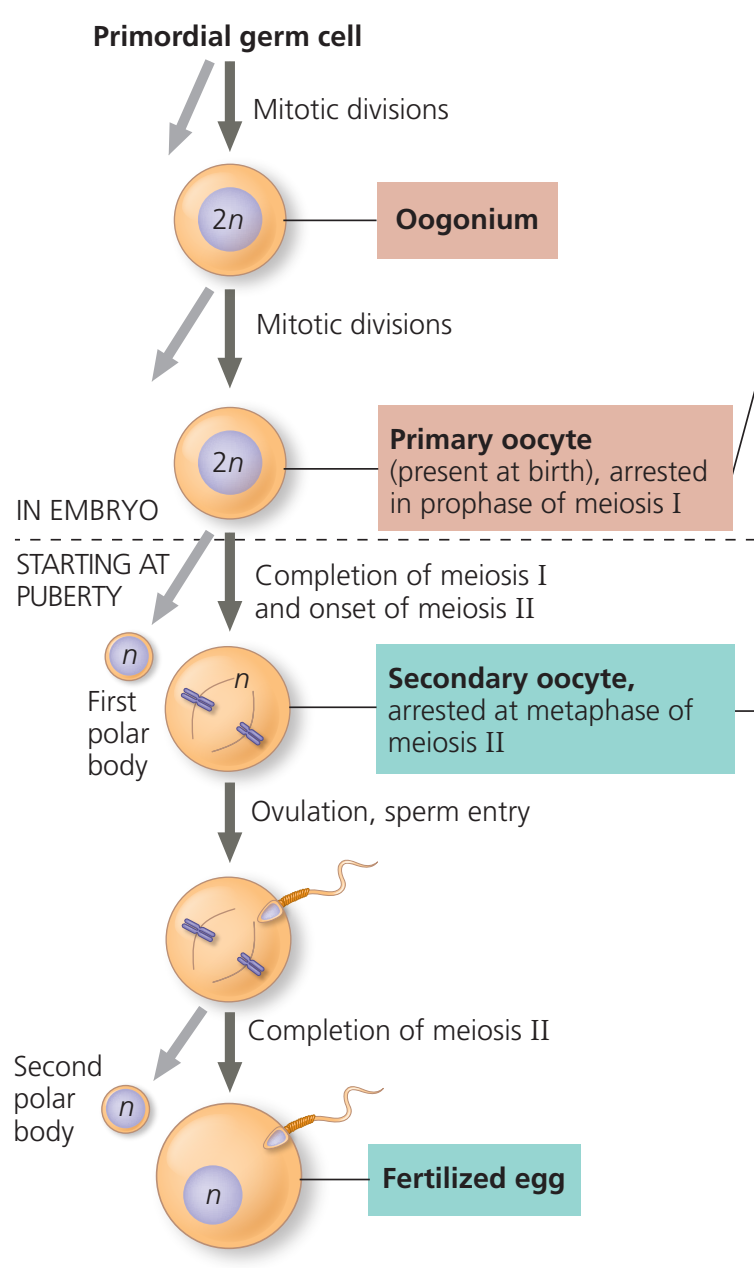 Primordial germ cell
Mitotic divisions
2n
Oogonium
Mitotic divisions
2n
Primary oocyte
(present at birth), arrested
in prophase of meiosis I
IN EMBRYO
STARTING AT
PUBERTY
Completion of meiosis I
and onset of meiosis II
n
First
polar
body
n
Secondary oocyte,
arrested at metaphase of
meiosis II
Ovulation, sperm entry
Completion of meiosis II
Second
polar
body
n
n
Fertilized egg